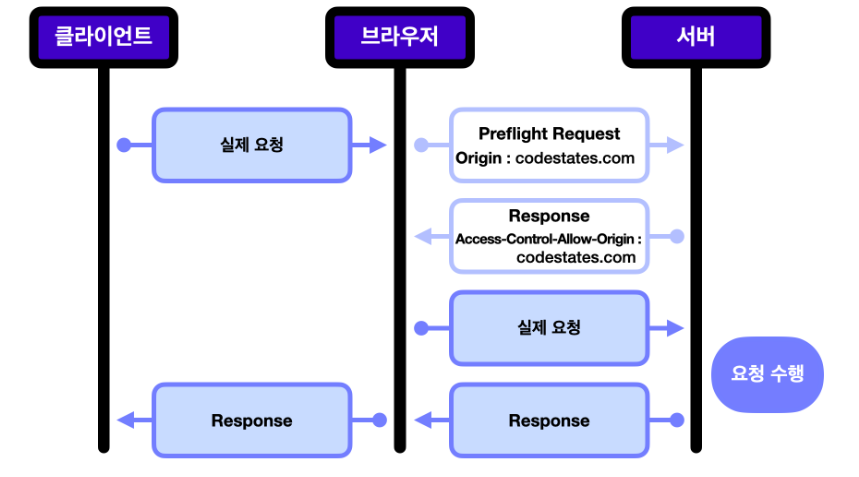 클라이언트
브라우저
서버
실제 요청
Preflight Request
Origin : codestates.com
Response
Access-Control-Allow-Origin :
codestates.com
실제 요청
요청 수행
Response
Response